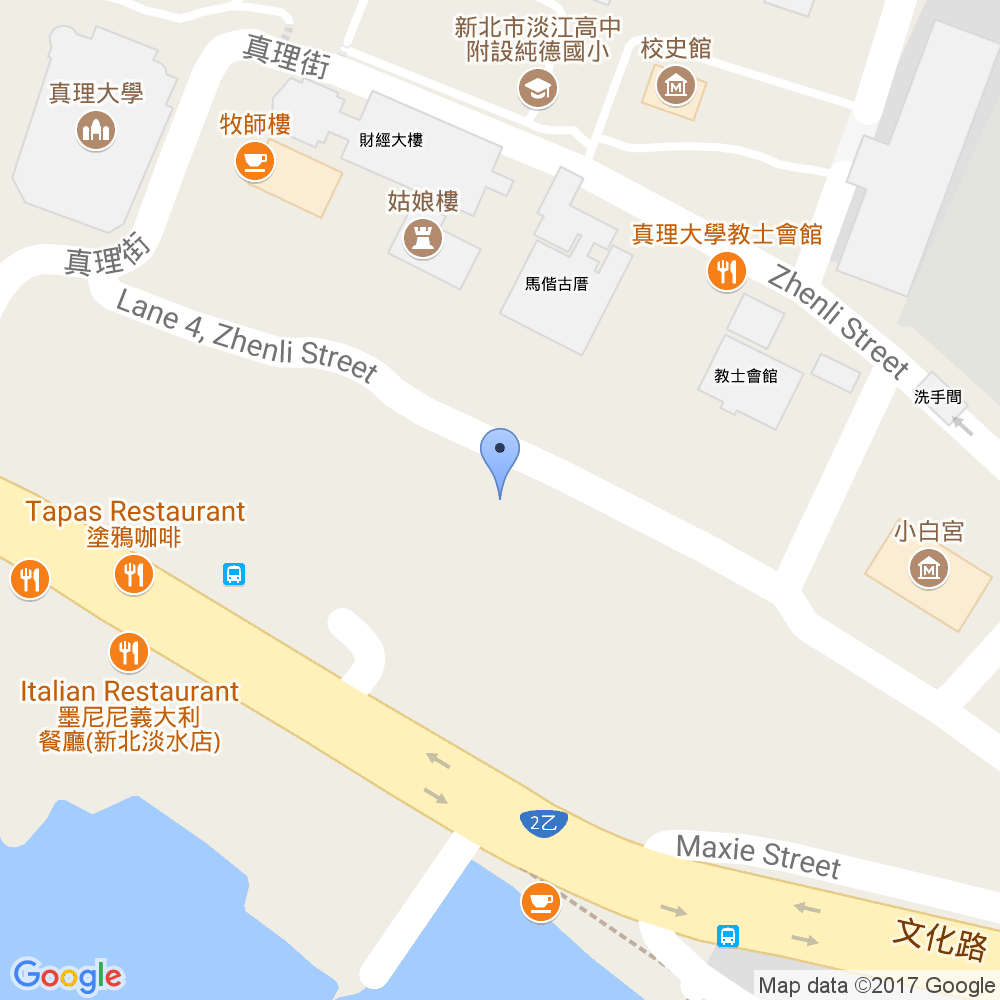 新北市淡江高中
附設純德國小
校史館
真理街
真理大學
牧師樓
財經大樓
姑娘樓
真理大學教士會館
真理街
馬偕古厝
Zhenli Street
Lane 4, Zhenli Street
教士會館
洗手間
Tapas Restaurant
塗鴉咖啡
小白宮
Italian Restaurant
墨尼尼義大利
餐廳(新北淡水店)
2乙
Maxie Street
文化路
Google
Map data ©2017 Google